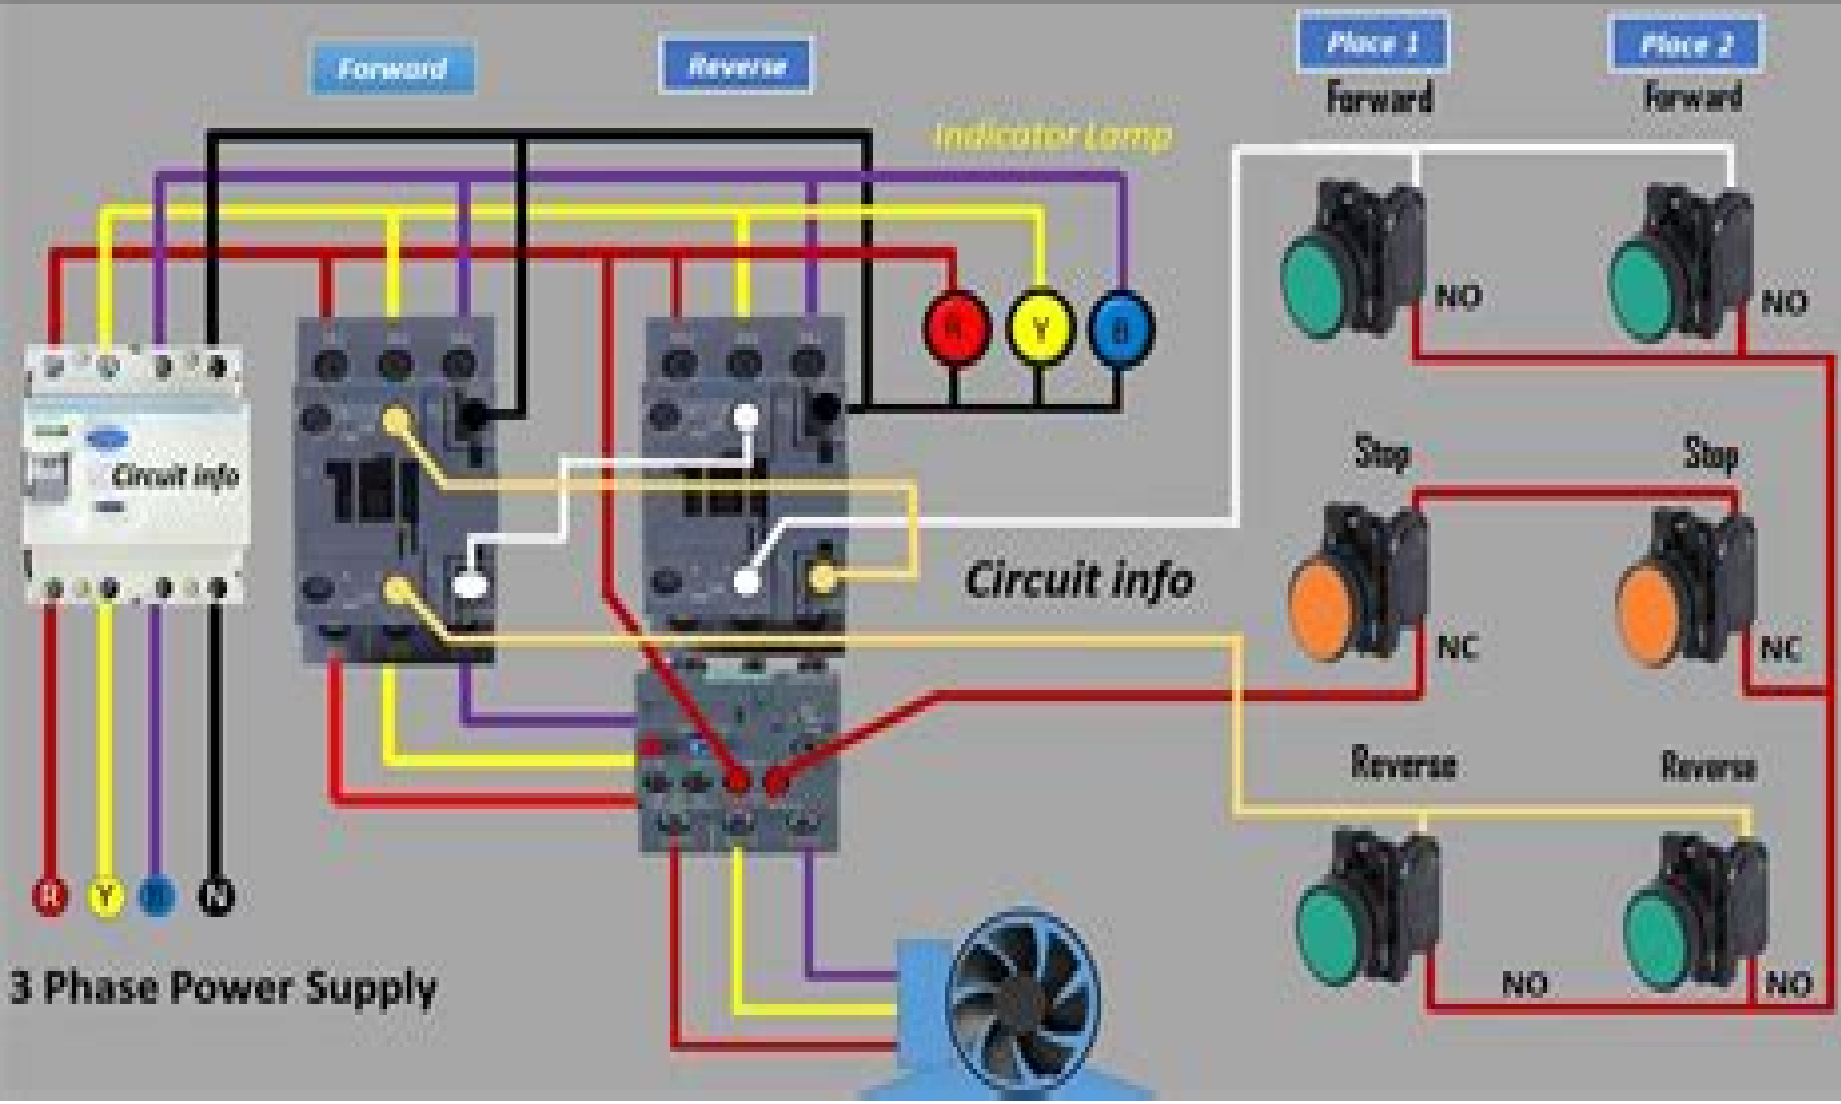 Forward
Reverse
Place 1
Place 2
Forward
Forward
Indicator Lamp
NO
NO
R
Y
B
Circuit info
Stop
Stop
Circuit info
NC
NC
Reverse
Reverse
R
Y
N
3 Phase Power Supply
NO
NO